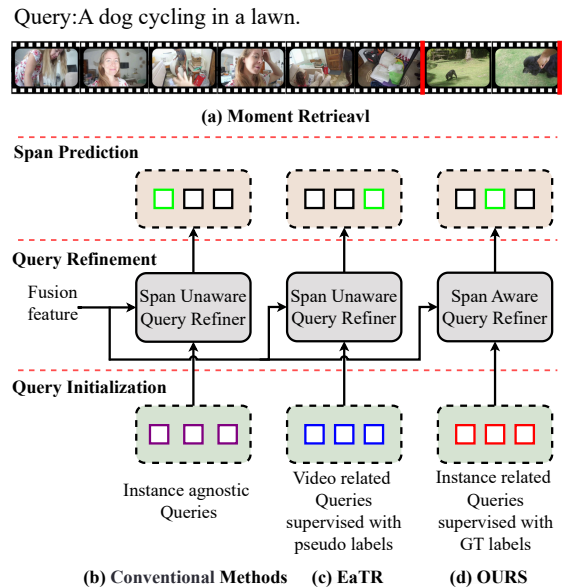 Query:A dog cycling in a lawn.
(a) Moment Retrieavl
Span Prediction
Query Refinement
Fusion
feature
Span Unaware
Query Refiner
Span Unaware
Query Refiner
Span Aware
Query Refiner
Query Initialization
Instance agnostic
Queries
Video related
Queries
supervised with
pseudo labels
Instance related
Queries
supervised with
GT labels
(b) Conventional Methods
(c) EaTR
(d) OURS